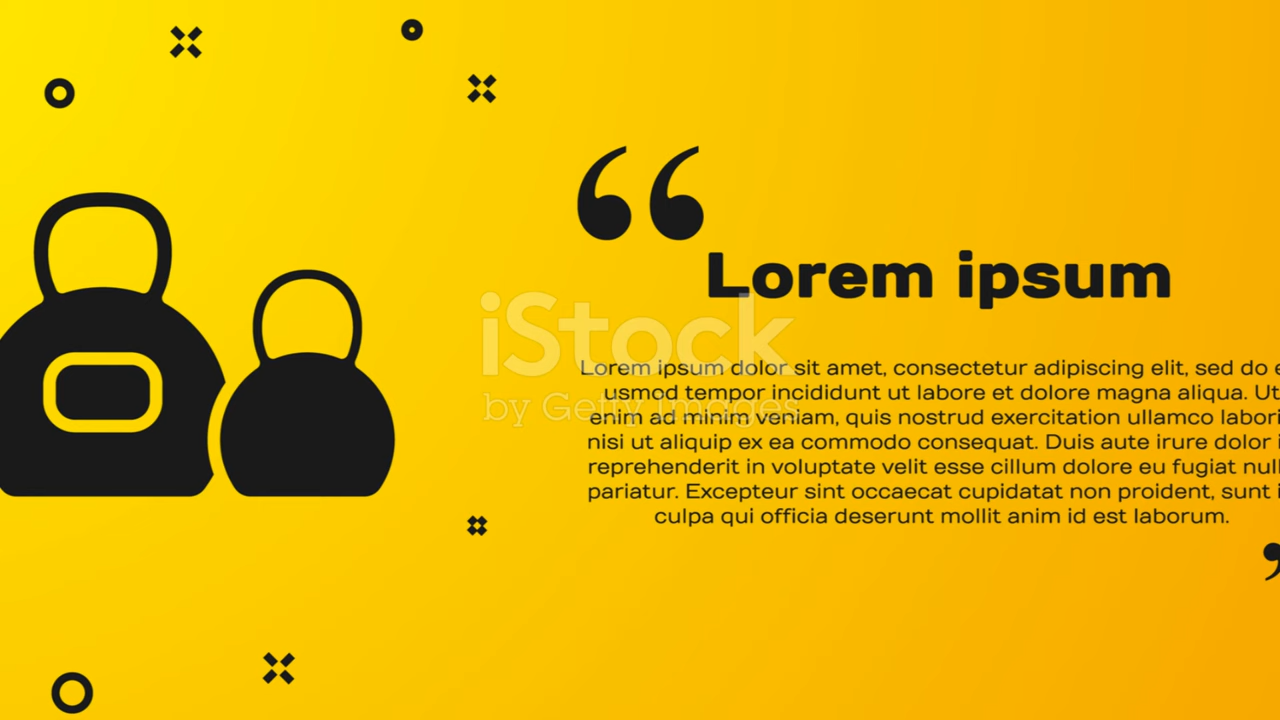 “
Lorem ipsum
iStock
by Getty Images
Lorem ipsum dolor sit amet, consectetur adipiscing elit, sed do e
usmod tempor incididunt ut labore et dolore magna aliqua. Ut
enim ad minim veniam, quis nostrud exercitation ullamco labori
nisi ut aliquip ex ea commodo consequat. Duis aute irure dolor i
reprehenderit in voluptate velit esse cillum dolore eu fugiat null
pariatur. Excepteur sint occaecat cupidatat non proident, sunt i
culpa qui officia deserunt mollit anim id est laborum.